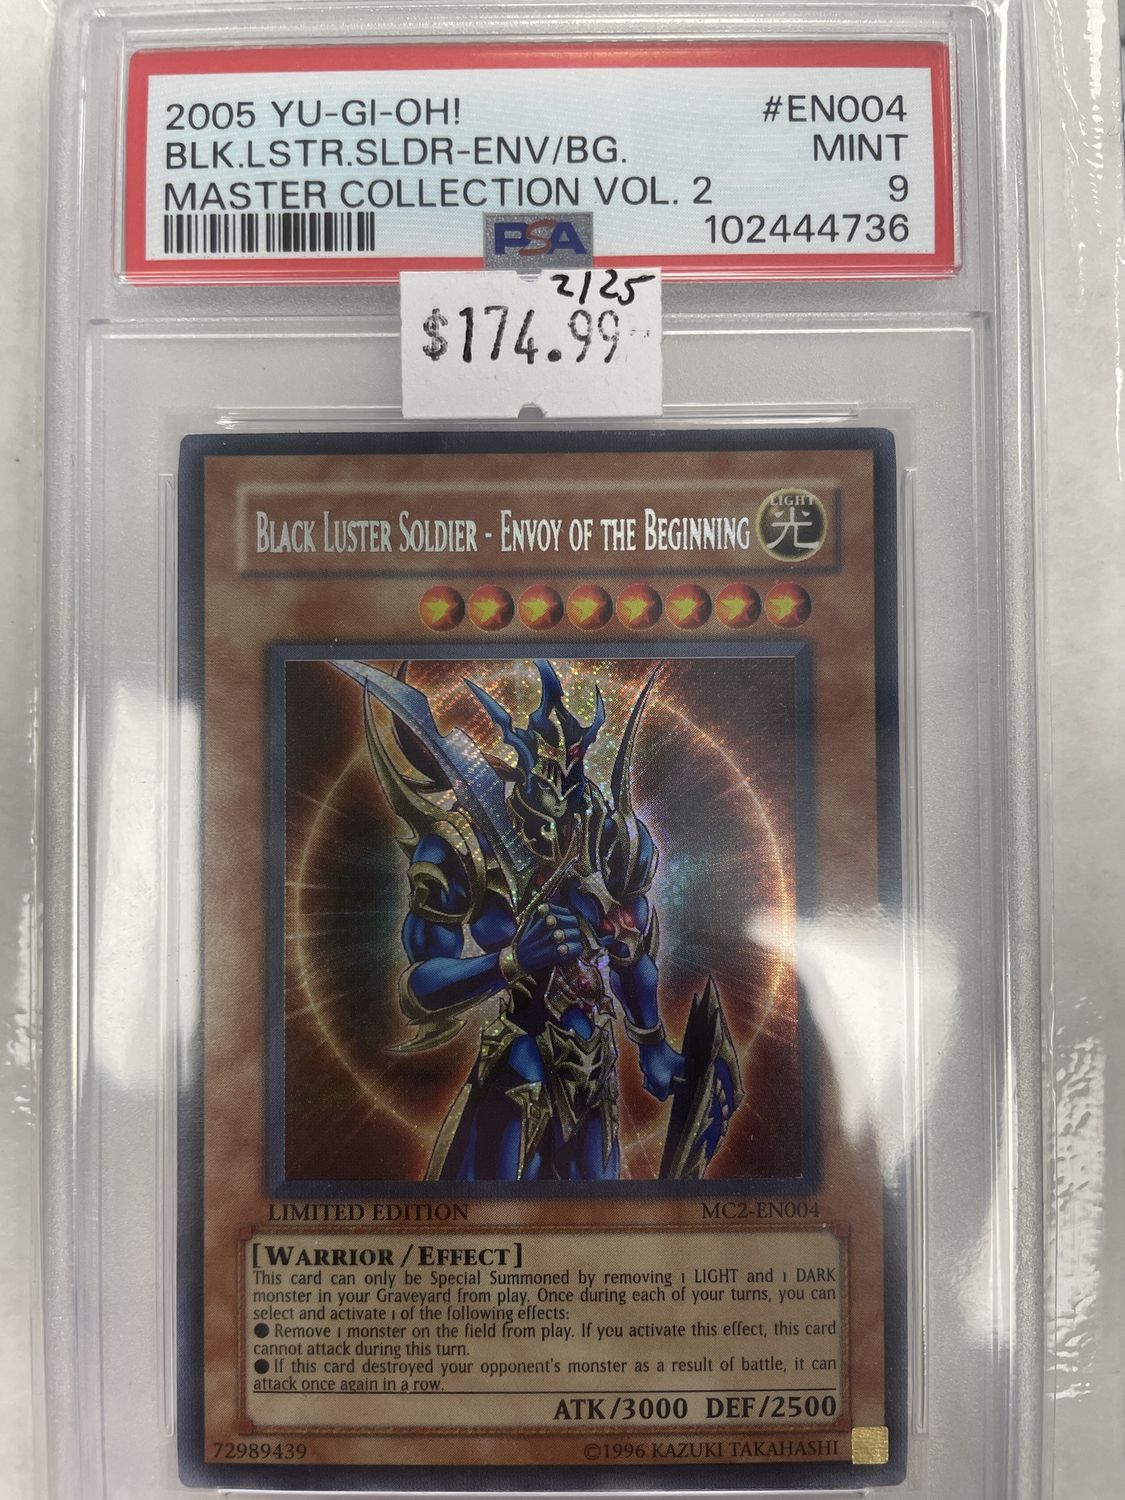 2005 YU-GI-OH! #EN004
BLK.LSTR.SLDR-ENV/BG. MINT
MASTER COLLECTION VOL. 2 9
PSA 102444736
2/25
$174.99
BLACK LUSTER SOLDIER - ENVOY OF THE BEGINNING
LIGHT
光
LIMITED EDITION MC2-EN004
[WARRIOR / EFFECT]
This card can only be Special Summoned by removing 1 LIGHT and 1 DARK
monster in your Graveyard from play. Once during each of your turns, you can
select and activate 1 of the following effects:
● Remove 1 monster on the field from play. If you activate this effect, this card
cannot attack during this turn.
● If this card destroyed your opponent's monster as a result of battle, it can
attack once again in a row.
ATK/3000 DEF/2500
72989439 ©1996 KAZUKI TAKAHASHI